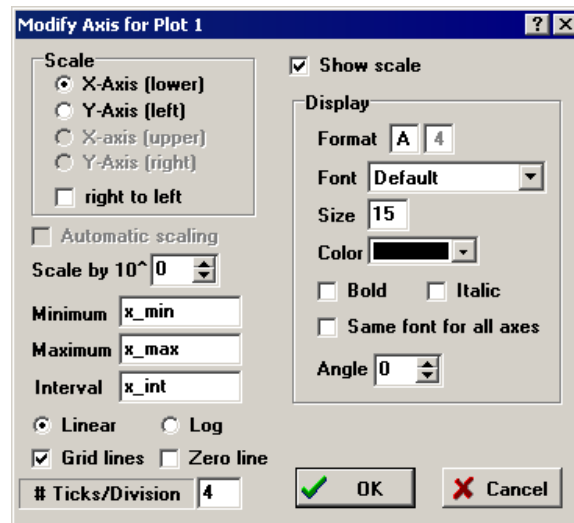 Modify Axis for Plot 1
Scale
X-Axis (lower)
Y-Axis (left)
X-axis (upper)
Y-Axis (right)
right to left
Automatic scaling
Scale by 10^ 0
Minimum x_min
Maximum x_max
Interval x_int
Linear Log
Grid lines Zero line
# Ticks/Division 4
Show scale
Display
Format A 4
Font Default
Size 15
Color
Bold Italic
Same font for all axes
Angle 0
OK Cancel